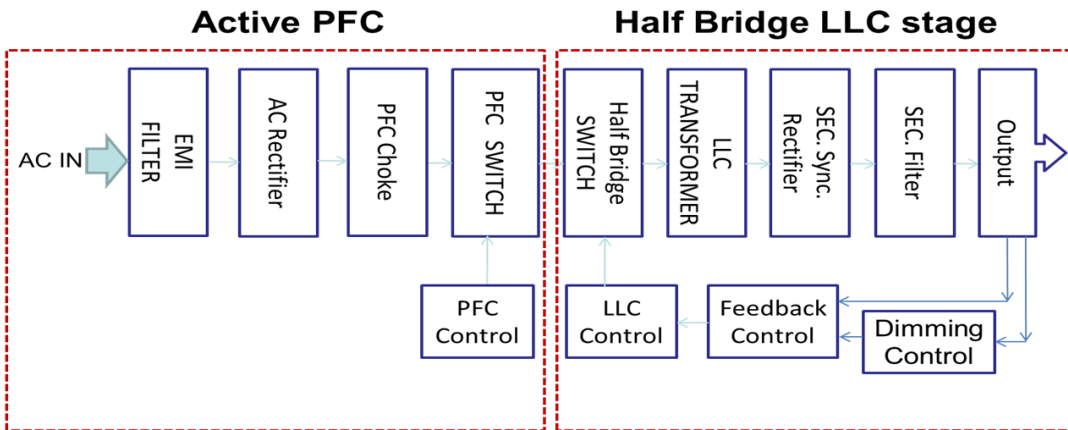 Active PFC
Half Bridge LLC stage
AC IN
EMI
FILTER
AC Rectifier
PFC Choke
PFC SWITCH
Half Bridge
SWITCH
LLC
TRANSFORMER
SEC. Sync.
Rectifier
SEC. Filter
Output
PFC
Control
LLC
Control
Feedback
Control
Dimming
Control